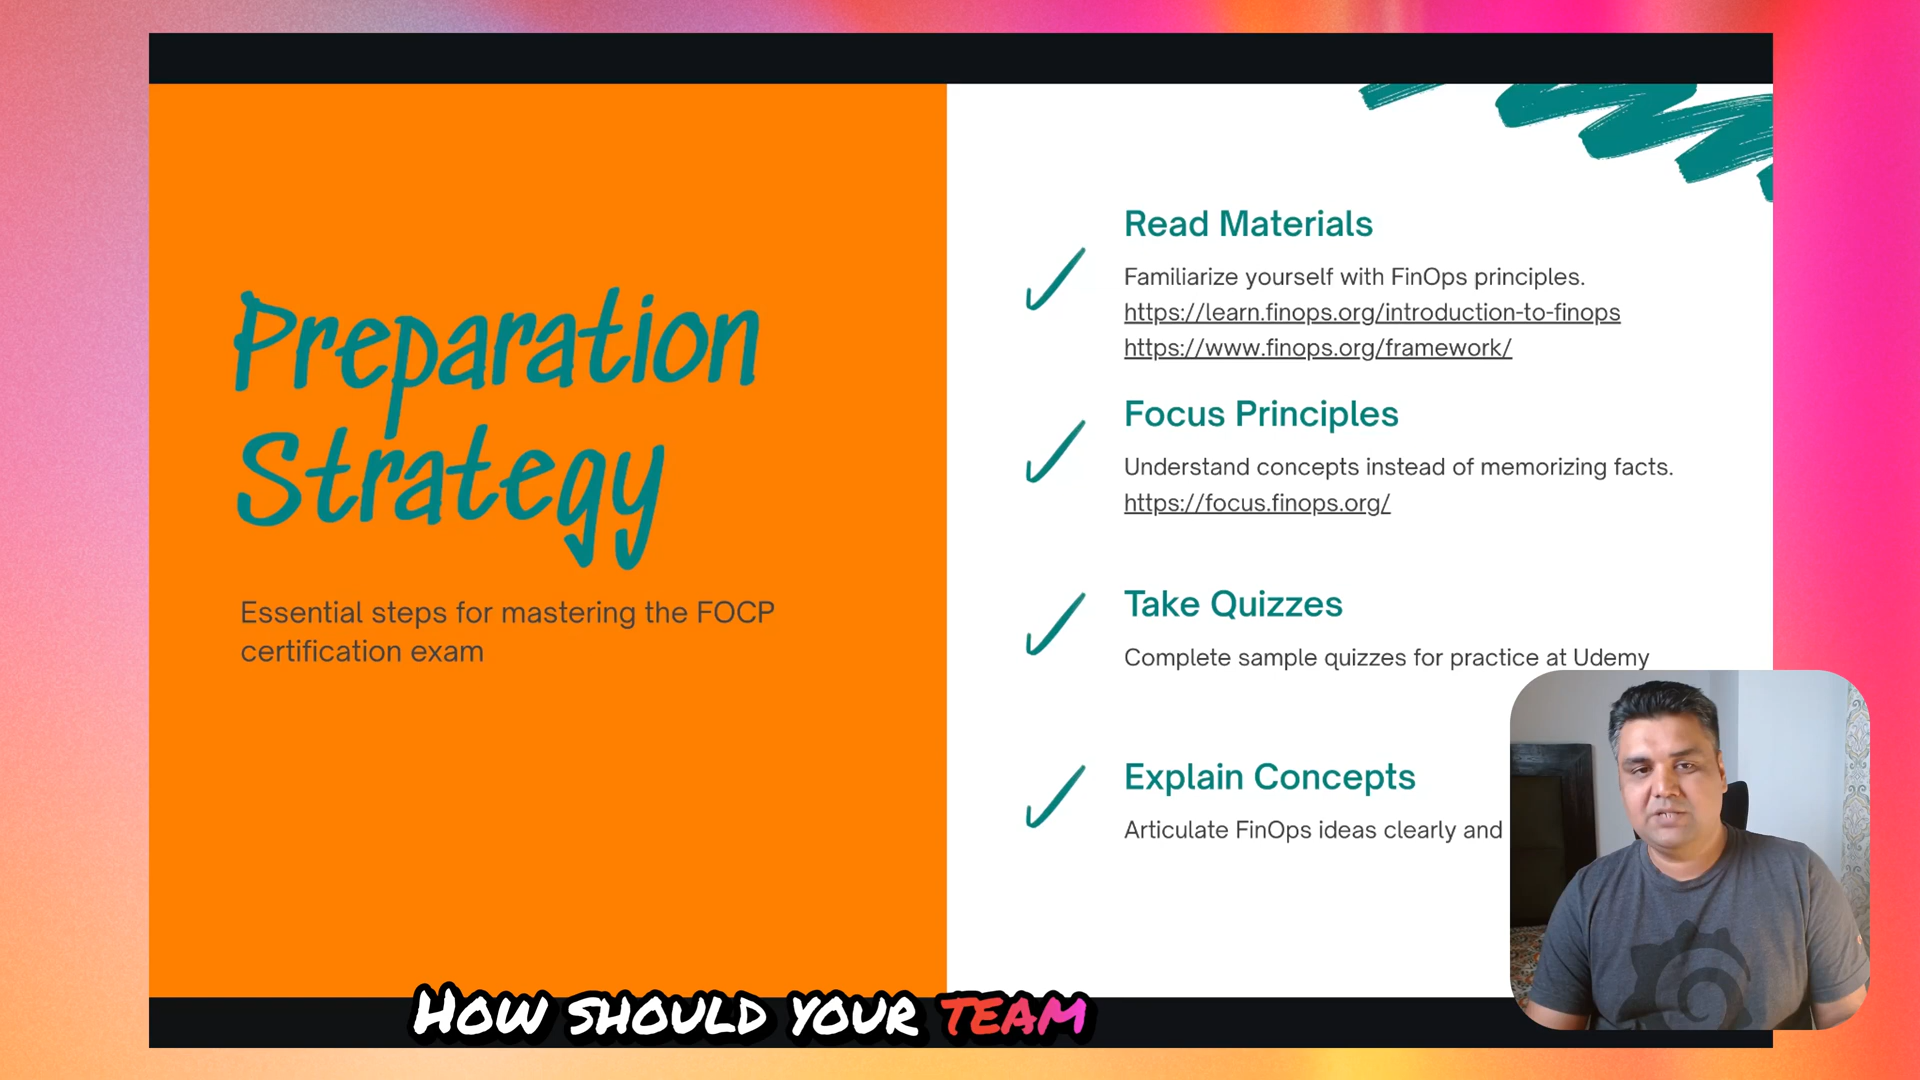 Preparation
Strategy
Essential steps for mastering the FOCP
certification exam
Read Materials
Familiarize yourself with FinOps principles.
https://learn.finops.org/introduction-to-finops
https://www.finops.org/framework/
Focus Principles
Understand concepts instead of memorizing facts.
https://focus.finops.org/
Take Quizzes
Complete sample quizzes for practice at Udemy
Explain Concepts
Articulate FinOps ideas clearly and
HOW SHOULD YOUR TEAM